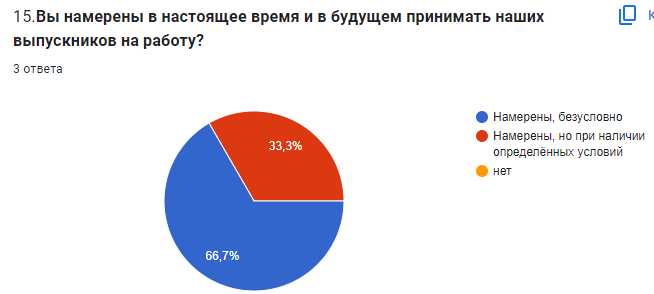 15.Вы намерены в настоящее время и в будущем принимать наших
выпускников на работу?
3 ответа
Намерены, безусловно
Намерены, но при наличии
определённых условий
нет
33,3%
66,7%